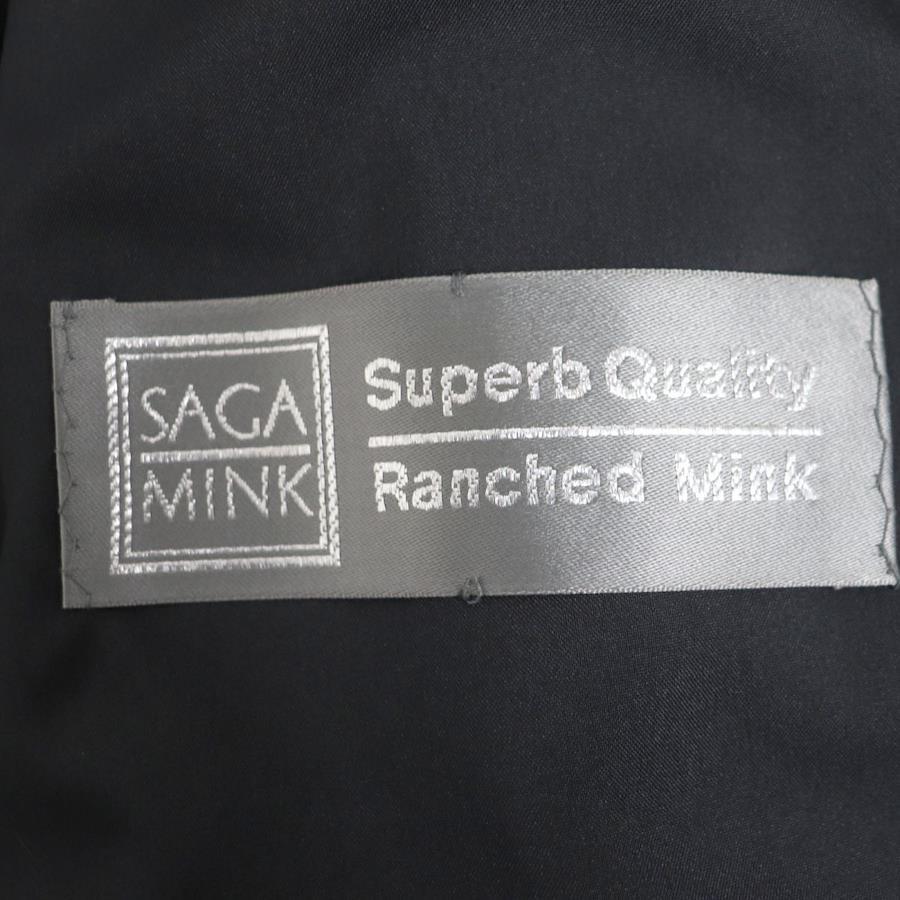 SAGA
MINK
Superb Quality
Ranched Mink